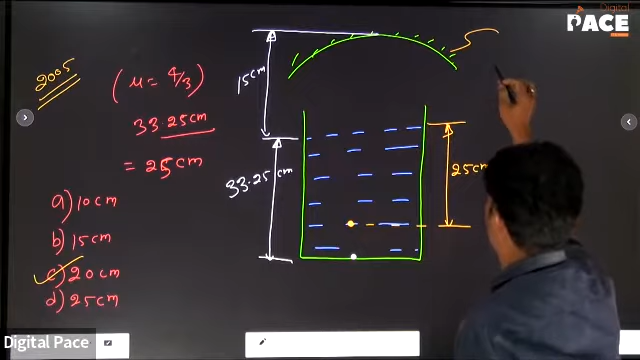 Digital
PACE
2005
(μ = 4/3)
33.25cm
= 25cm
a) 10cm
b) 15cm
c) 20cm
d) 25cm
15cm
33.25cm
25cm
Digital Pace